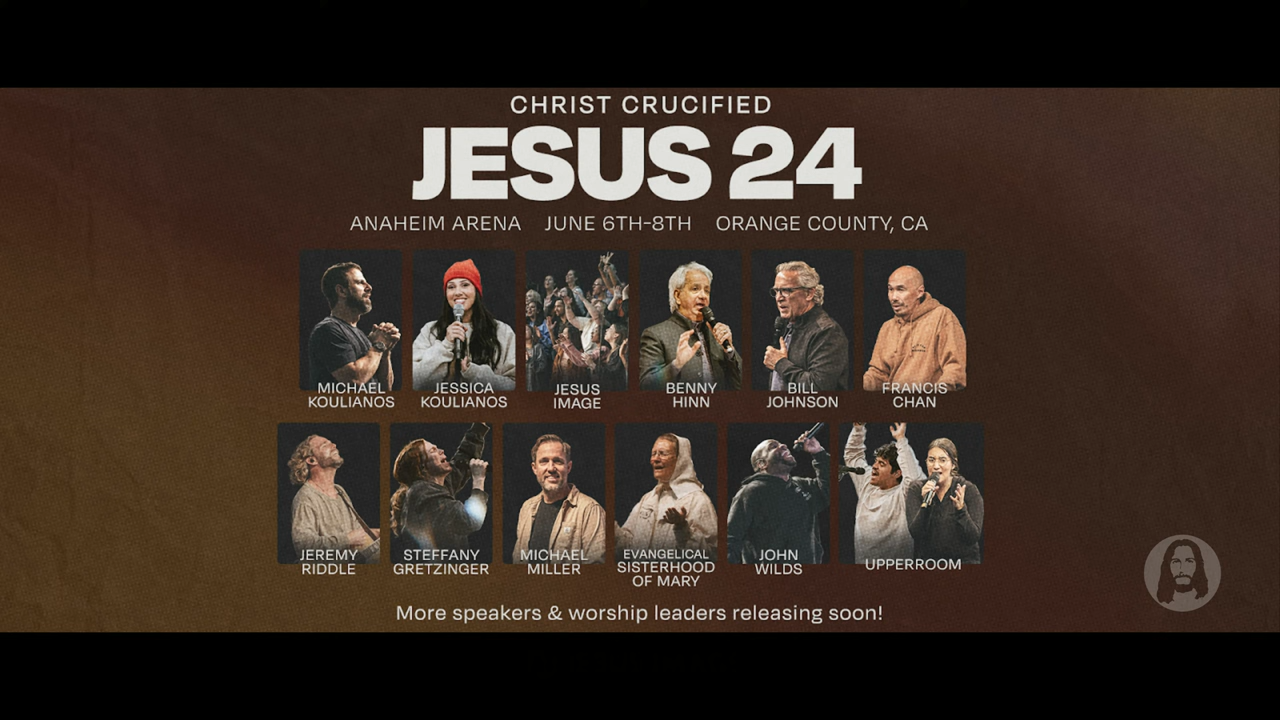 CHRIST CRUCIFIED
JESUS 24
ANAHEIM ARENA JUNE 6TH-8TH ORANGE COUNTY, CA
MICHAEL
KOULIANOS
JESSICA
KOULIANOS
JESUS
IMAGE
BENNY
HINN
BILL
JOHNSON
FRANCIS
CHAN
JEREMY
RIDDLE
STEFFANY
GRETZINGER
MICHAEL
MILLER
EVANGELICAL
SISTERHOOD
OF MARY
JOHN
WILDS
UPPERROOM
More speakers & worship leaders releasing soon!